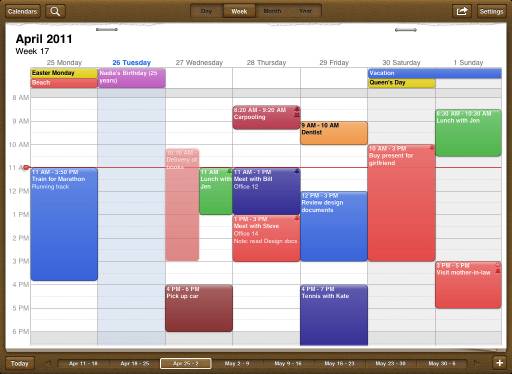 Calendars
Day
Week
Month
Year
Settings
April 2011
Week 17
25 Monday
26 Tuesday
27 Wednesday
28 Thursday
29 Friday
30 Saturday
1 Sunday
Easter Monday
Beach
Nadia's Birthday (25
years)
Vacation
Queen's Day
8 AM
9 AM
10 AM
11 AM
12 PM
1 PM
2 PM
3 PM
4 PM
5 PM
6 PM
11 AM - 3:50 PM
Train for Marathon
Running track
10:10 AM
Delivery of
books
11 AM
Lunch with
Jen
4 PM - 6 PM
Pick up car
8:20 AM - 9:20 AM
Carpooling
11 AM - 1 PM
Meet with Bill
Office 12
1 PM - 3 PM
Meet with Steve
Office 14
Note: read Design docs
9 AM - 10 AM
Dentist
12 PM - 3 PM
Review design
documents
4 PM - 7 PM
Tennis with Kate
10 AM - 3 PM
Buy present for
girlfriend
8:30 AM - 10:30 AM
Lunch with Jen
3 PM - 5 PM
Visit mother-in-law
Today
Apr 11 - 18
Apr 18 - 25
Apr 25 - 2
May 2 - 9
May 9 - 16
May 16 - 23
May 23 - 30
May 30 - 6